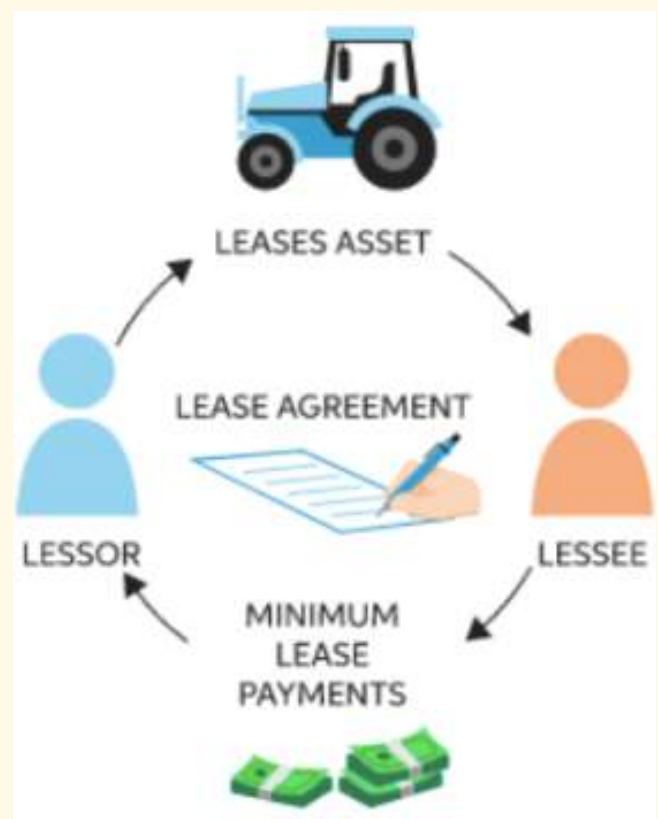 LEASES ASSET
LEASE AGREEMENT
LESSOR
LESSEE
MINIMUM
LEASE
PAYMENTS